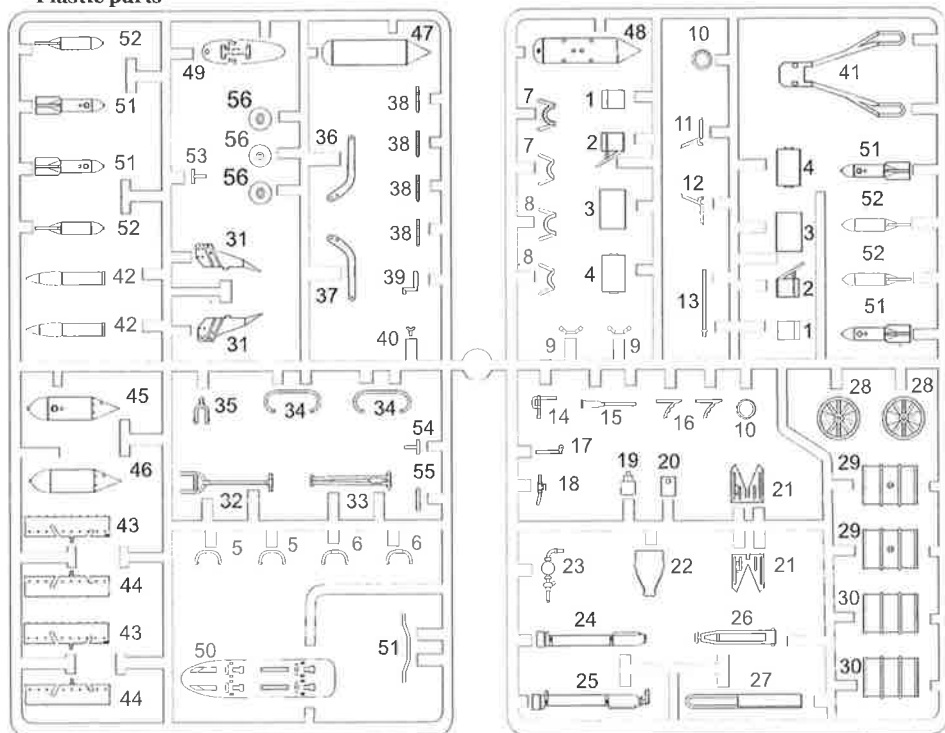 Plastic parts
52 49 47 48 10 41
51 56 38 7 1 11
51 53 56 36 38 7 2 12 4 51
56 38 8 3 3 52
52 31 37 38 8 4 13 2 52
42 39 1 51
42 31 40 9 9
45 35 34 34 54 14 15 16 10 28 28
46 32 33 55 17 18 19 20 21 29
43 5 5 6 6 23 22 21 29
44 24 26 30
43 50 51 25 27 30
44